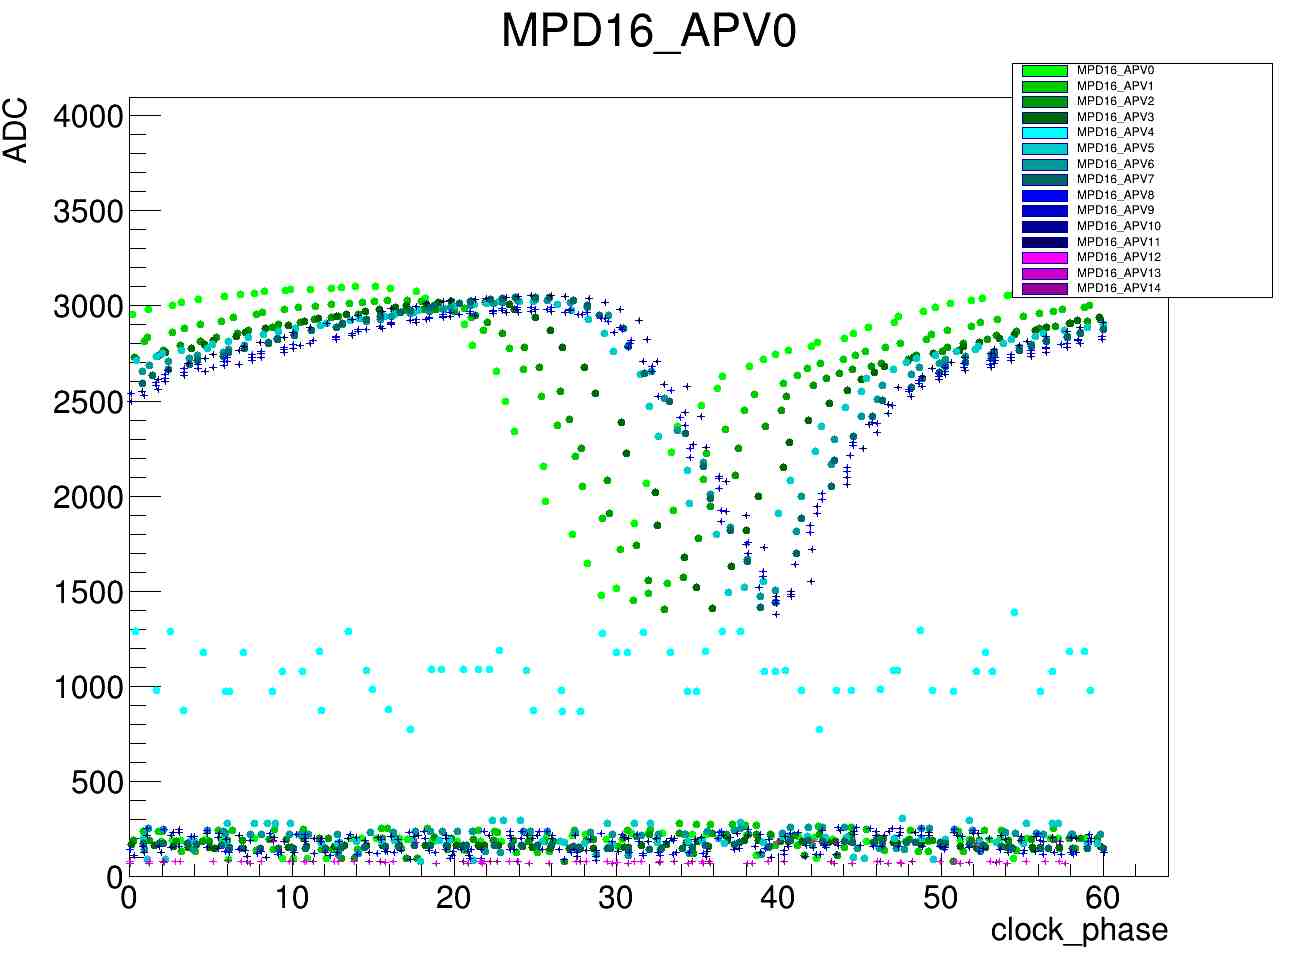 MPD16_APV0
ADC
4000
3500
3000
2500
2000
1500
1000
500
0
0 10 20 30 40 50 60
clock_phase
MPD16_APV0
MPD16_APV1
MPD16_APV2
MPD16_APV3
MPD16_APV4
MPD16_APV5
MPD16_APV6
MPD16_APV7
MPD16_APV8
MPD16_APV9
MPD16_APV10
MPD16_APV11
MPD16_APV12
MPD16_APV13
MPD16_APV14